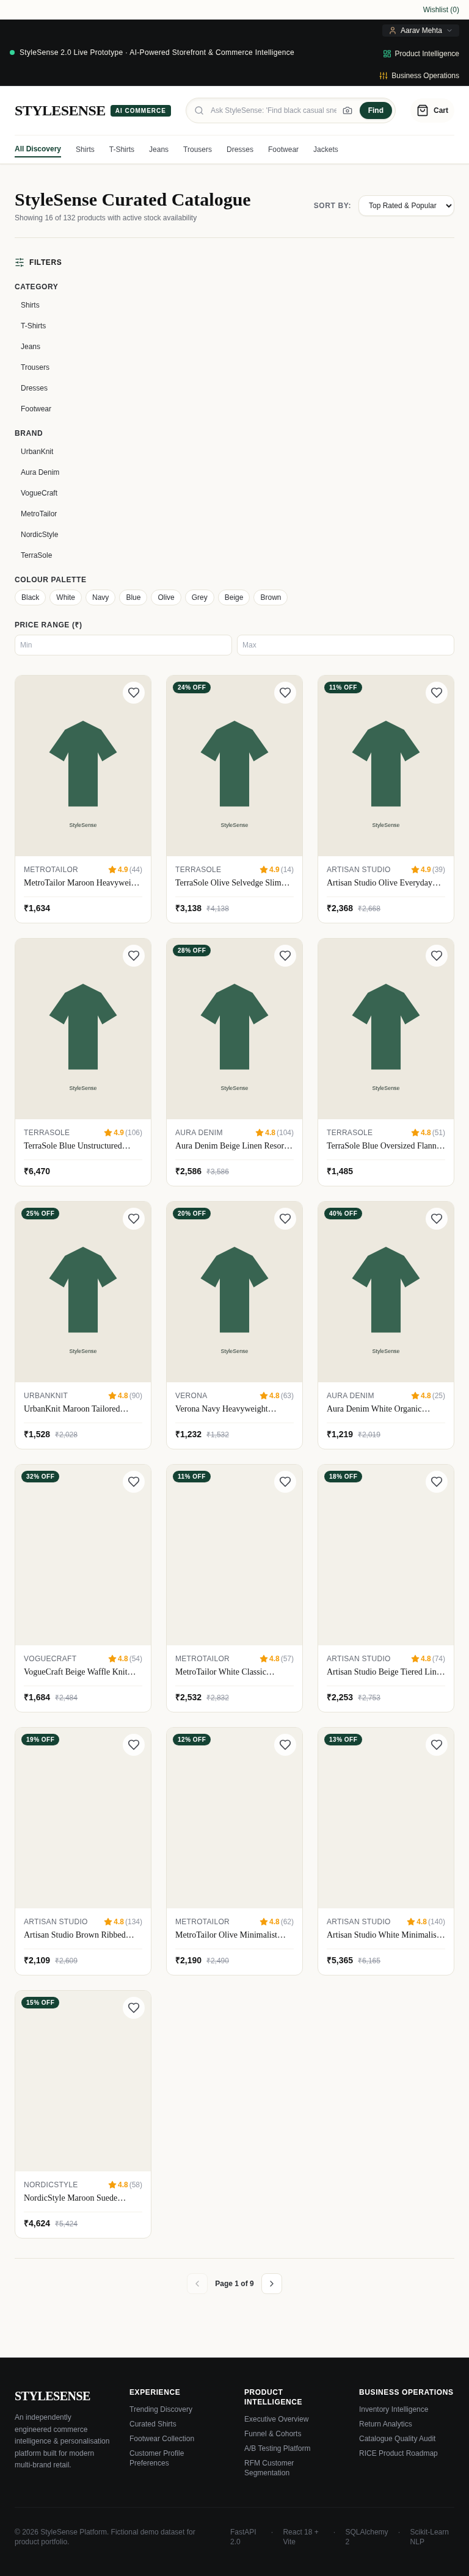 Wishlist (0)
Aarav Mehta
StyleSense 2.0 Live Prototype · AI-Powered Storefront & Commerce Intelligence
Product Intelligence
Business Operations
STYLESENSE AI COMMERCE
Ask StyleSense: 'Find black casual sne
Find
Cart
All Discovery Shirts T-Shirts Jeans Trousers Dresses Footwear Jackets
StyleSense Curated Catalogue
Showing 16 of 132 products with active stock availability
SORT BY: Top Rated & Popular
FILTERS
CATEGORY
Shirts
T-Shirts
Jeans
Trousers
Dresses
Footwear
BRAND
UrbanKnit
Aura Denim
VogueCraft
MetroTailor
NordicStyle
TerraSole
COLOUR PALETTE
Black White Navy Blue Olive Grey Beige Brown
PRICE RANGE (₹)
Min Max
24% OFF 11% OFF
StyleSense StyleSense StyleSense
METROTAILOR 4.9 (44) TERRASOLE 4.9 (14) ARTISAN STUDIO 4.9 (39)
MetroTailor Maroon Heavywei… TerraSole Olive Selvedge Slim… Artisan Studio Olive Everyday…
₹1,634 ₹3,138 ₹4,138 ₹2,368 ₹2,668
28% OFF
StyleSense StyleSense StyleSense
TERRASOLE 4.9 (106) AURA DENIM 4.8 (104) TERRASOLE 4.8 (51)
TerraSole Blue Unstructured… Aura Denim Beige Linen Resor… TerraSole Blue Oversized Flann…
₹6,470 ₹2,586 ₹3,586 ₹1,485
25% OFF 20% OFF 40% OFF
StyleSense StyleSense StyleSense
URBANKNIT 4.8 (90) VERONA 4.8 (63) AURA DENIM 4.8 (25)
UrbanKnit Maroon Tailored… Verona Navy Heavyweight… Aura Denim White Organic…
₹1,528 ₹2,028 ₹1,232 ₹1,532 ₹1,219 ₹2,019
32% OFF 11% OFF 18% OFF
VOGUECRAFT 4.8 (54) METROTAILOR 4.8 (57) ARTISAN STUDIO 4.8 (74)
VogueCraft Beige Waffle Knit… MetroTailor White Classic… Artisan Studio Beige Tiered Lin…
₹1,684 ₹2,484 ₹2,532 ₹2,832 ₹2,253 ₹2,753
19% OFF 12% OFF 13% OFF
ARTISAN STUDIO 4.8 (134) METROTAILOR 4.8 (62) ARTISAN STUDIO 4.8 (140)
Artisan Studio Brown Ribbed… MetroTailor Olive Minimalist… Artisan Studio White Minimalis…
₹2,109 ₹2,609 ₹2,190 ₹2,490 ₹5,365 ₹6,165
15% OFF
NORDICSTYLE 4.8 (58)
NordicStyle Maroon Suede…
₹4,624 ₹5,424
Page 1 of 9
STYLESENSE
An independently
engineered commerce
intelligence & personalisation
platform built for modern
multi-brand retail.
EXPERIENCE
Trending Discovery
Curated Shirts
Footwear Collection
Customer Profile
Preferences
PRODUCT
INTELLIGENCE
Executive Overview
Funnel & Cohorts
A/B Testing Platform
RFM Customer
Segmentation
BUSINESS OPERATIONS
Inventory Intelligence
Return Analytics
Catalogue Quality Audit
RICE Product Roadmap
© 2026 StyleSense Platform. Fictional demo dataset for
product portfolio.
FastAPI
2.0
·
React 18 +
Vite
·
SQLAlchemy
2
·
Scikit-Learn
NLP